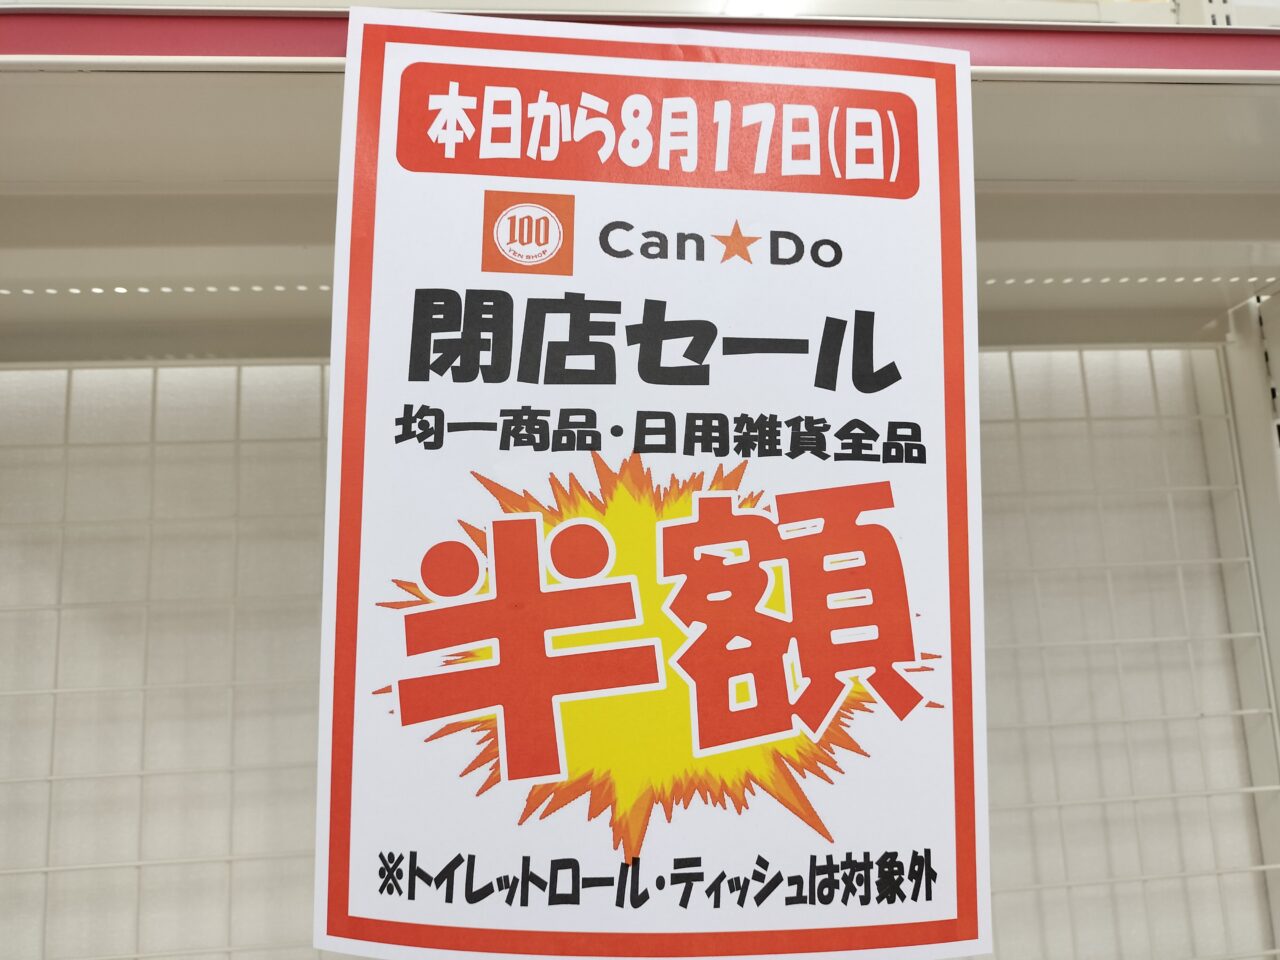 本日から8月17日(日)
100
YEN SHOP
Can★Do
閉店セール
均一商品・日用雑貨全品
半額
※トイレットロール・ティッシュは対象外